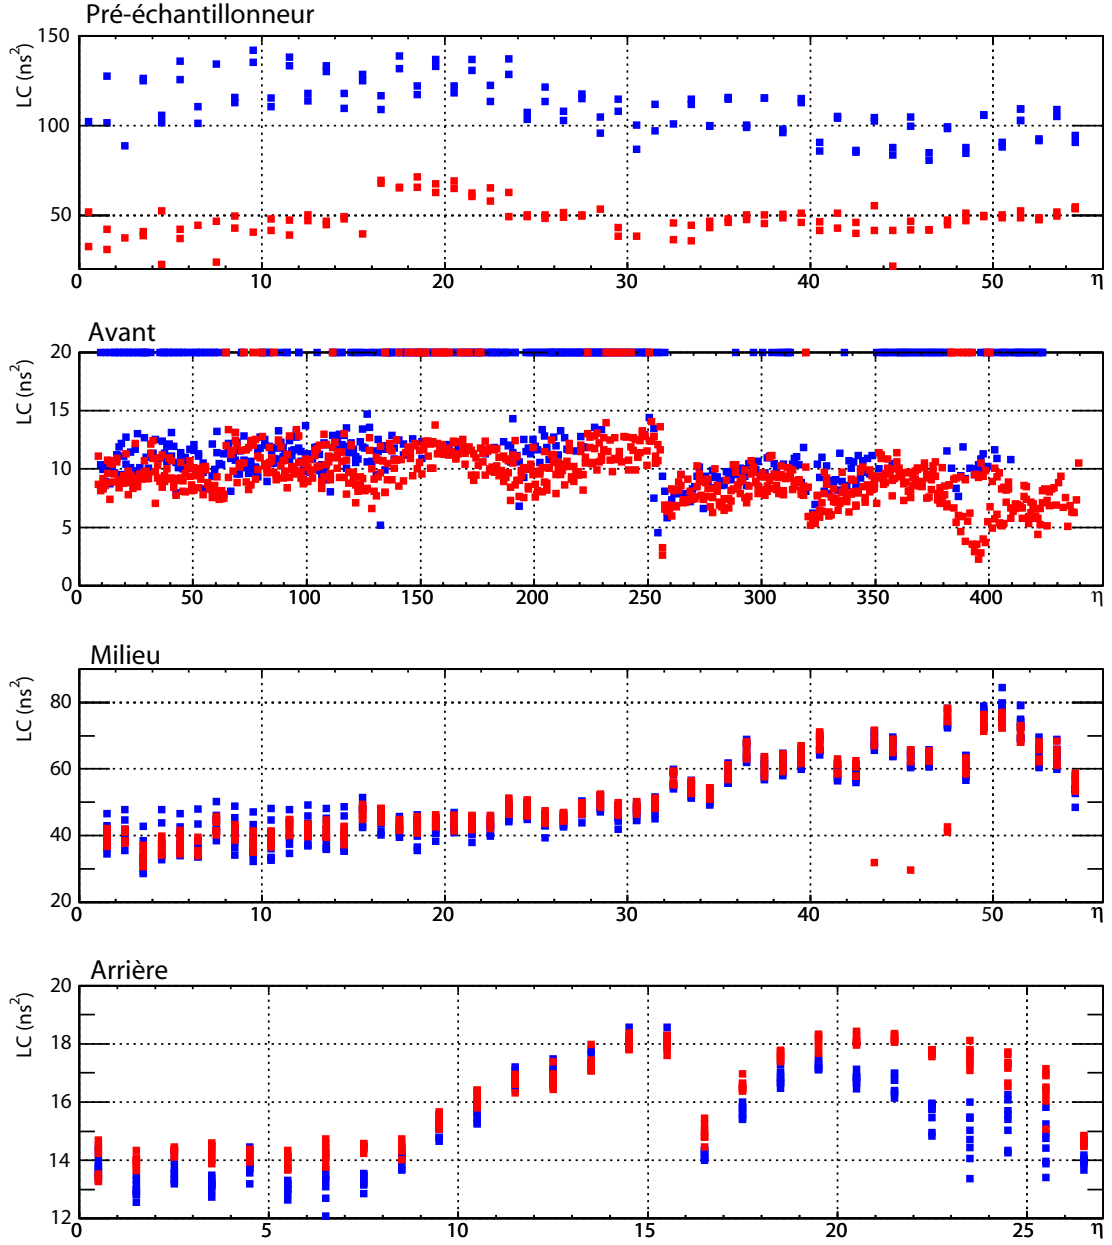 Pré-échantillonneur
LC (ns²)
150
100
50
0 10 20 30 40 50 η
Avant
LC (ns²)
20
15
10
5
0
50 100 150 200 250 300 350 400 η
Milieu
LC (ns²)
80
60
40
20
0 10 20 30 40 50 η
Arrière
LC (ns²)
20
18
16
14
12
0 5 10 15 20 25 η